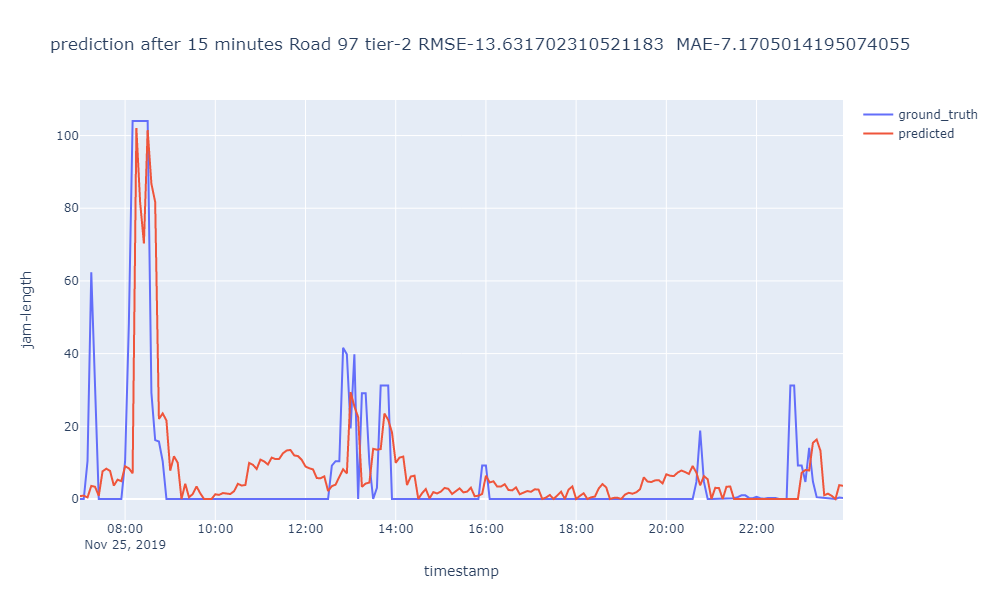 prediction after 15 minutes Road 97 tier-2 RMSE-13.631702310521183  MAE-7.1705014195074055
ground_truth
predicted
100
80
60
40
20
0
jam-length
08:00 10:00 12:00 14:00 16:00 18:00 20:00 22:00
Nov 25, 2019
timestamp